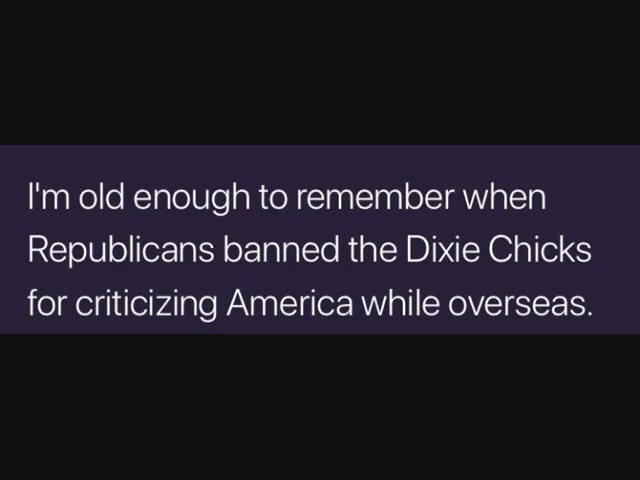 I'm old enough to remember when
Republicans banned the Dixie Chicks
for criticizing America while overseas.